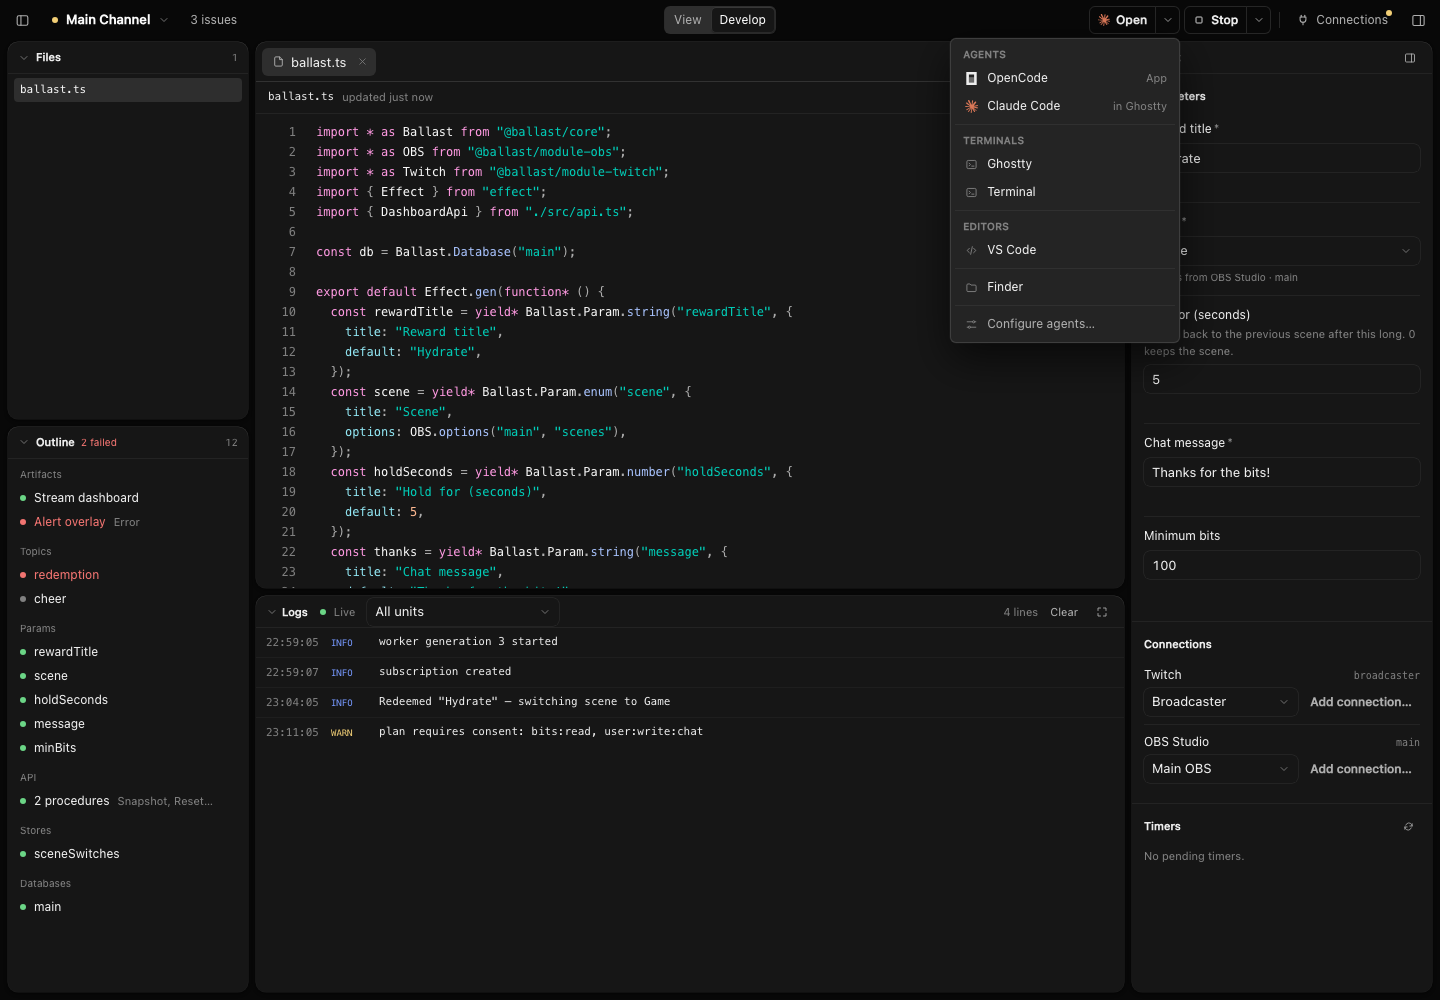 Main Channel
3 issues
View
Develop
Open
Stop
Connections
Files
1
ballast.ts
Outline
2 failed
12
Artifacts
Stream dashboard
Alert overlay Error
Topics
redemption
cheer
Params
rewardTitle
scene
holdSeconds
message
minBits
API
2 procedures Snapshot, Reset...
Stores
sceneSwitches
Databases
main
ballast.ts
ballast.ts updated just now
1 import * as Ballast from "@ballast/core";
2 import * as OBS from "@ballast/module-obs";
3 import * as Twitch from "@ballast/module-twitch";
4 import { Effect } from "effect";
5 import { DashboardApi } from "./src/api.ts";
6
7 const db = Ballast.Database("main");
8
9 export default Effect.gen(function* () {
10 const rewardTitle = yield* Ballast.Param.string("rewardTitle", {
11 title: "Reward title",
12 default: "Hydrate",
13 });
14 const scene = yield* Ballast.Param.enum("scene", {
15 title: "Scene",
16 options: OBS.options("main", "scenes"),
17 });
18 const holdSeconds = yield* Ballast.Param.number("holdSeconds", {
19 title: "Hold for (seconds)",
20 default: 5,
21 });
22 const thanks = yield* Ballast.Param.string("message", {
23 title: "Chat message",
Logs
Live
All units
4 lines
Clear
22:59:05 INFO worker generation 3 started
22:59:07 INFO subscription created
23:04:05 INFO Redeemed "Hydrate" — switching scene to Game
23:11:05 WARN plan requires consent: bits:read, user:write:chat
AGENTS
OpenCode App
Claude Code in Ghostty
TERMINALS
Ghostty
Terminal
EDITORS
VS Code
Finder
Configure agents...
title *
*
from OBS Studio · main
(seconds)
back to the previous scene after this long. 0
keeps the scene.
5
Chat message *
Thanks for the bits!
Minimum bits
100
Connections
Twitch broadcaster
Broadcaster
Add connection...
OBS Studio main
Main OBS
Add connection...
Timers
No pending timers.